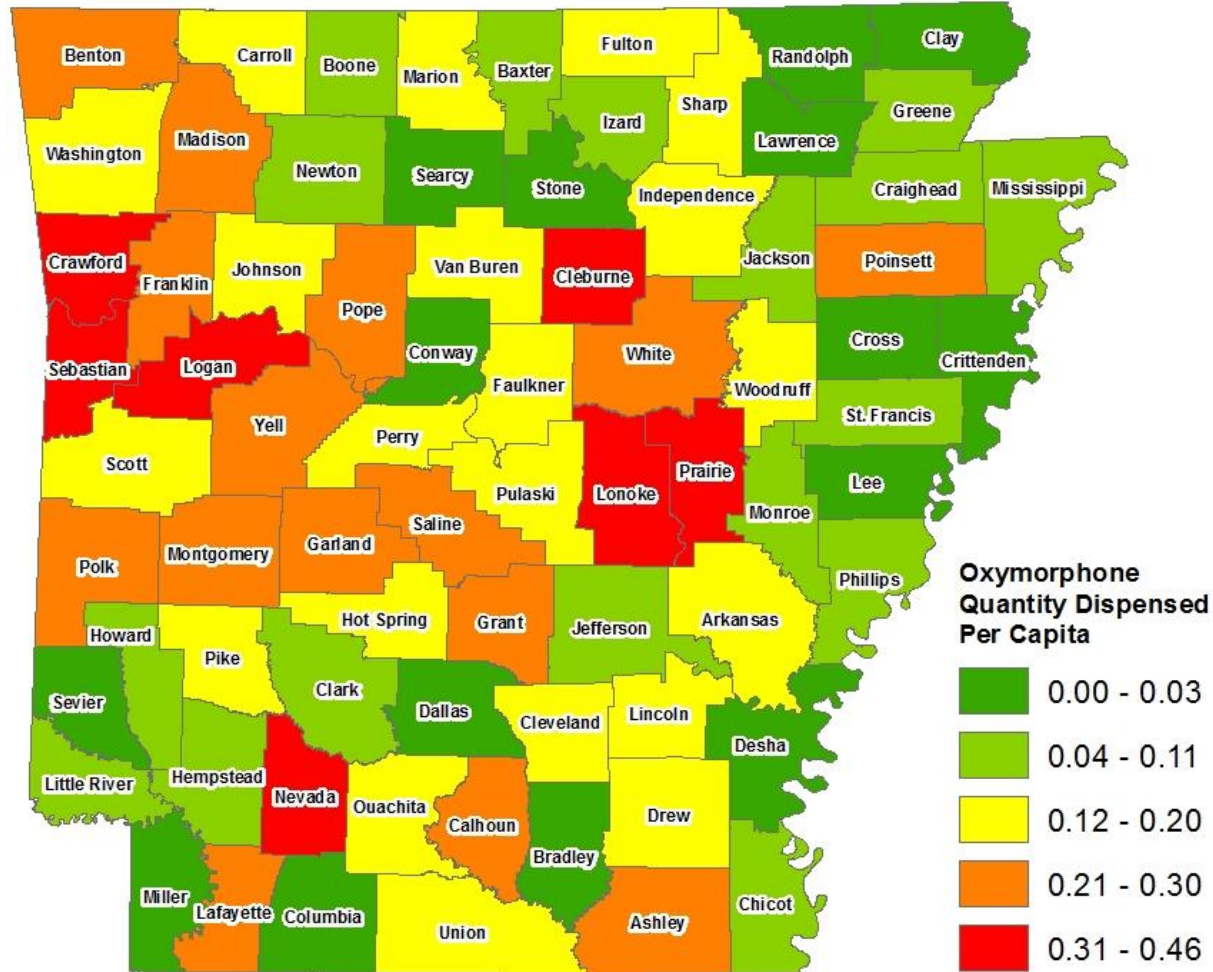 Benton
Carroll
Boone
Marion
Baxter
Fulton
Sharp
Randolph
Clay
Washington
Madison
Newton
Searcy
Stone
Izard
Lawrence
Greene
Independence
Craighead
Mississippi
Crawford
Franklin
Johnson
Pope
Van Buren
Cleburne
Jackson
Poinsett
Sebastian
Logan
Conway
Faulkner
White
Woodruff
Cross
Crittenden
St. Francis
Scott
Yell
Perry
Pulaski
Lonoke
Prairie
Monroe
Lee
Polk
Montgomery
Garland
Saline
Phillips
Howard
Pike
Hot Spring
Grant
Jefferson
Arkansas
Sevier
Clark
Dallas
Cleveland
Lincoln
Desha
Little River
Hempstead
Nevada
Ouachita
Calhoun
Bradley
Drew
Miller
Lafayette
Columbia
Union
Ashley
Chicot
Oxymorphone
Quantity Dispensed
Per Capita
0.00 - 0.03
0.04 - 0.11
0.12 - 0.20
0.21 - 0.30
0.31 - 0.46